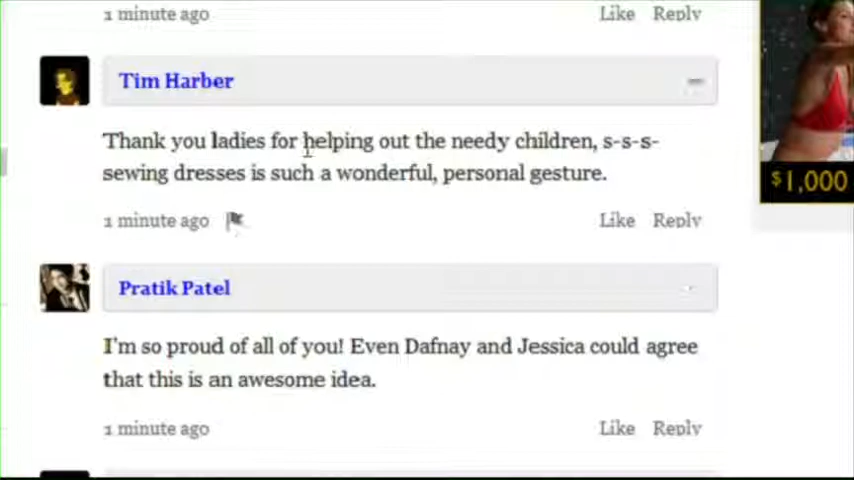 1 minute ago Like Reply
Tim Harber
Thank you ladies for helping out the needy children, s-s-s-
sewing dresses is such a wonderful, personal gesture.
1 minute ago Like Reply
$1,000
Pratik Patel
I'm so proud of all of you! Even Dafnay and Jessica could agree
that this is an awesome idea.
1 minute ago Like Reply